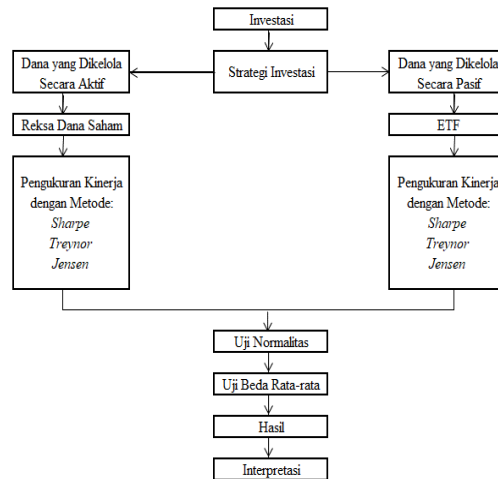 Investasi
Dana yang Dikelola
Secara Aktif
Strategi Investasi
Dana yang Dikelola
Secara Pasif
Reksa Dana Saham
ETF
Pengukuran Kinerja
dengan Metode:
Sharpe
Treynor
Jensen
Pengukuran Kinerja
dengan Metode:
Sharpe
Treynor
Jensen
Uji Normalitas
Uji Beda Rata-rata
Hasil
Interpretasi